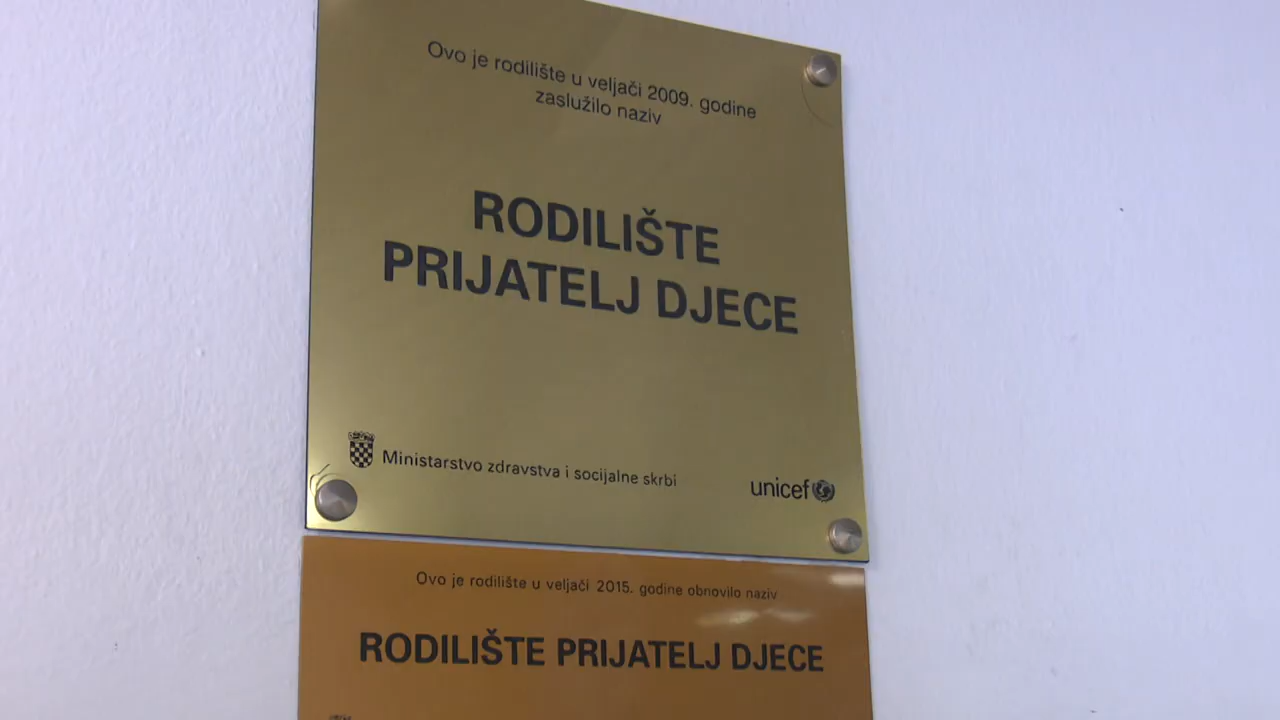 Ovo je rodilište u veljači 2009. godine
zaslužilo naziv
RODILIŠTE
PRIJATELJ DJECE
Ministarstvo zdravstva i socijalne skrbi
unicef
Ovo je rodilište u veljači 2015. godine obnovilo naziv
RODILIŠTE PRIJATELJ DJECE